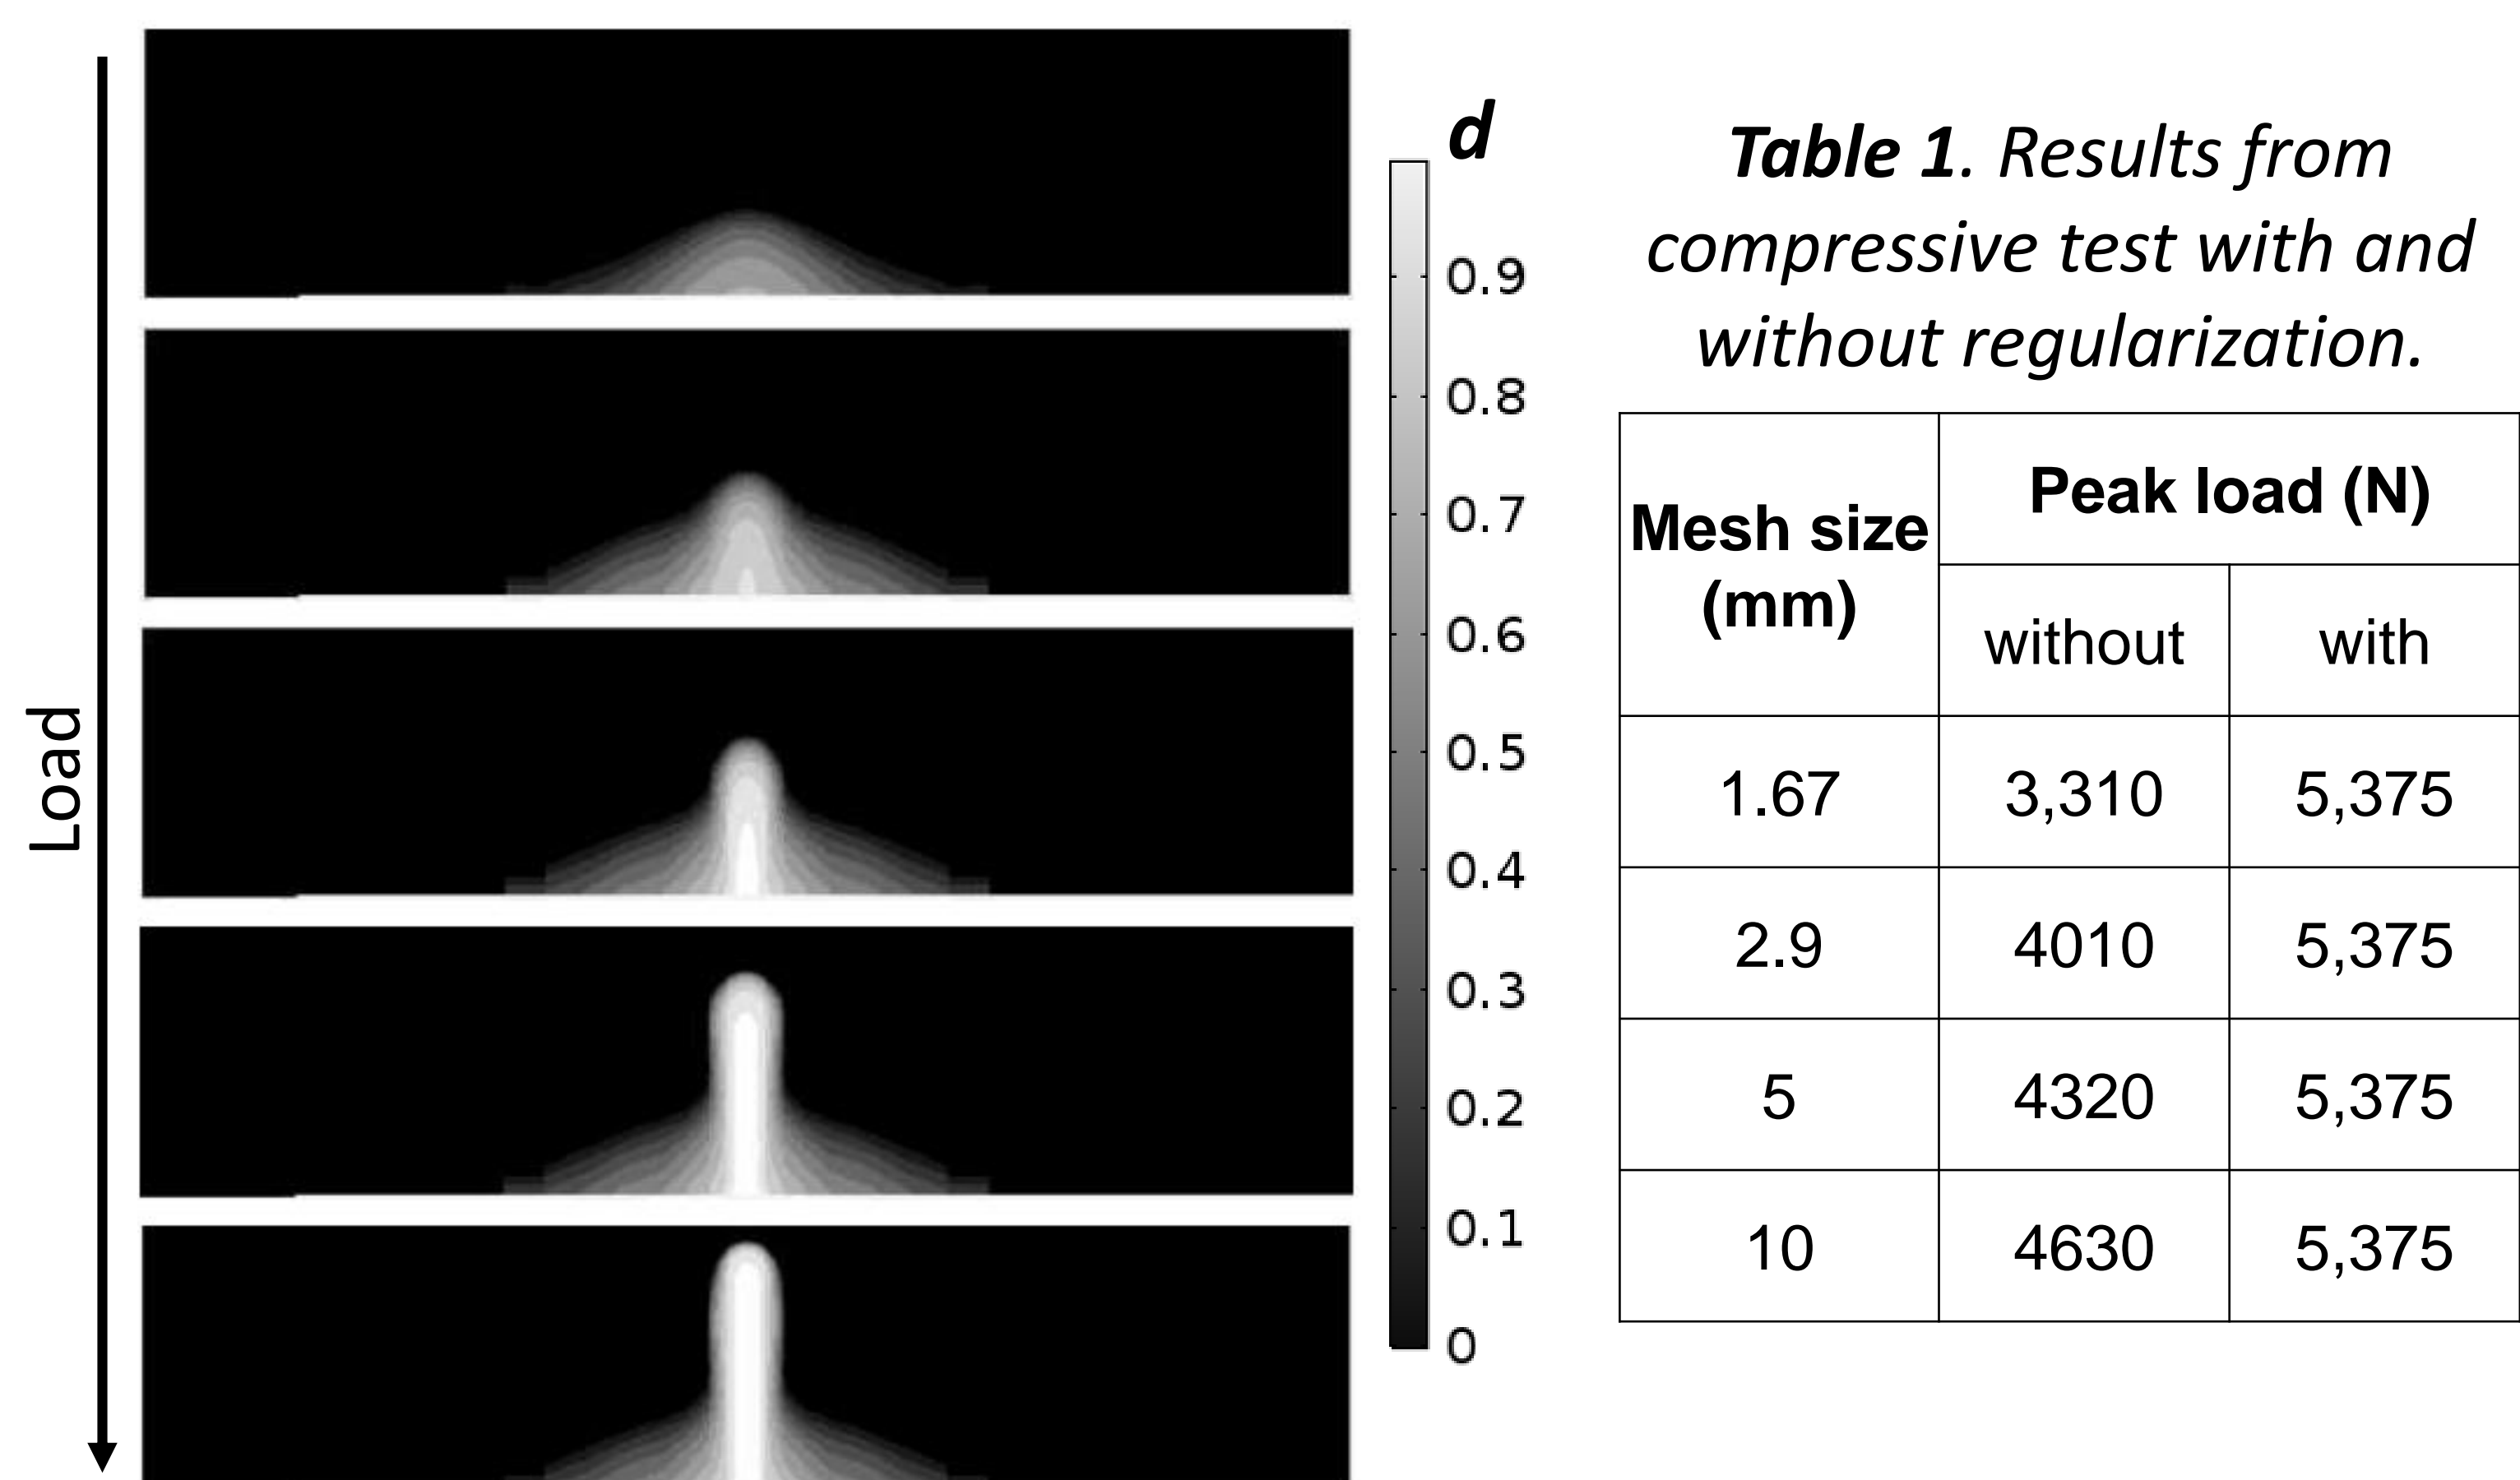 Load
d
0.9
0.8
0.7
0.6
0.5
0.4
0.3
0.2
0.1
0
Table 1. Results from
compressive test with and
without regularization.
Mesh size
(mm)
Peak load (N)
without with
1.67 3,310 5,375
2.9 4010 5,375
5 4320 5,375
10 4630 5,375